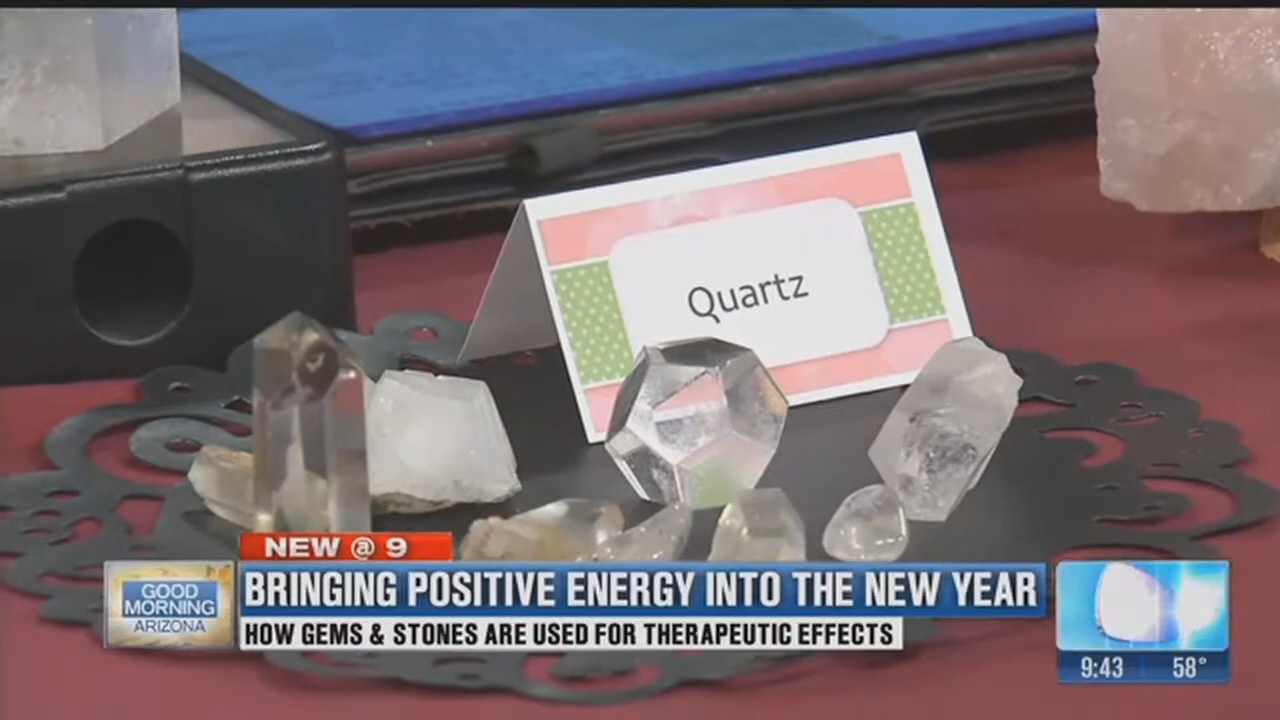 Quartz
NEW @ 9
GOOD
MORNING
ARIZONA
BRINGING POSITIVE ENERGY INTO THE NEW YEAR
HOW GEMS & STONES ARE USED FOR THERAPEUTIC EFFECTS
9:43 58°